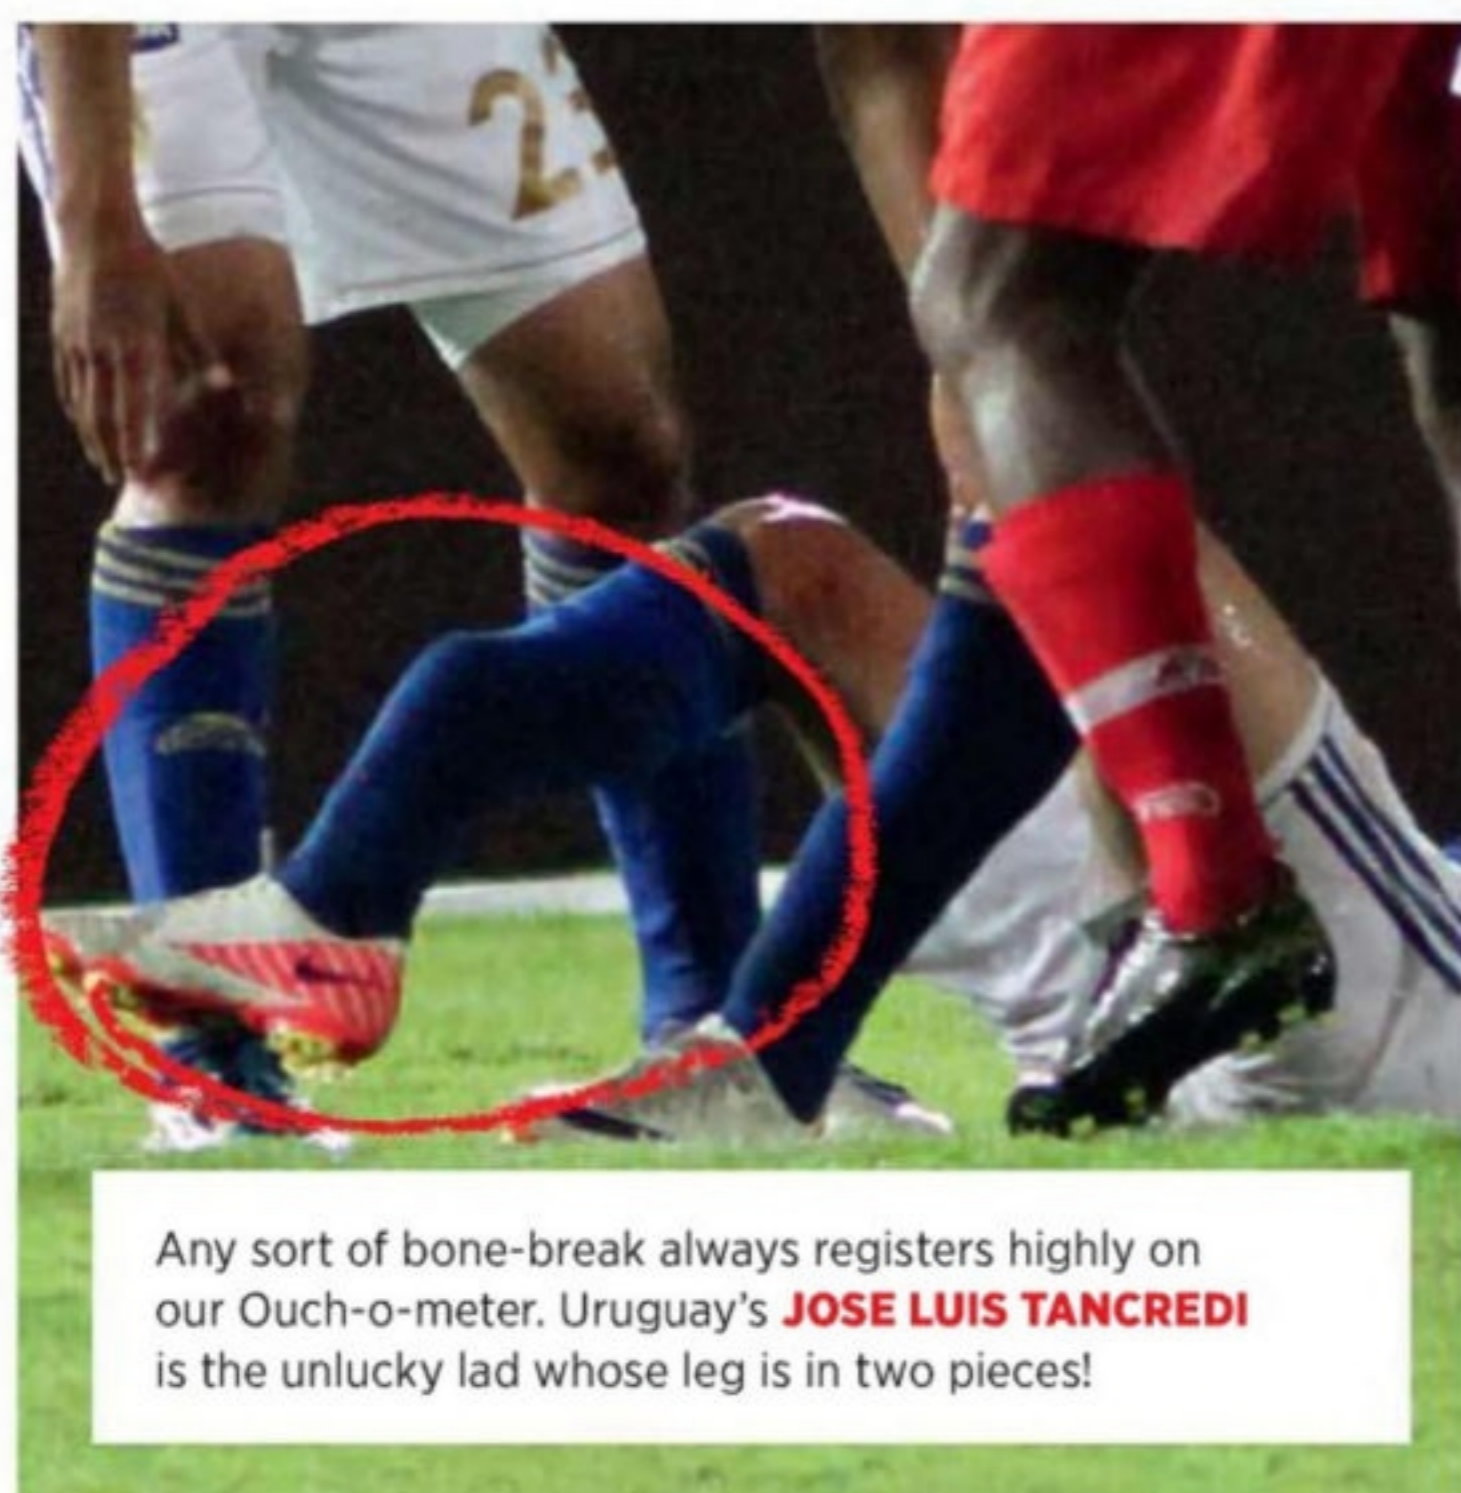 Any sort of bone-break always registers highly on
our Ouch-o-meter. Uruguay's JOSE LUIS TANCREDI
is the unlucky lad whose leg is in two pieces!